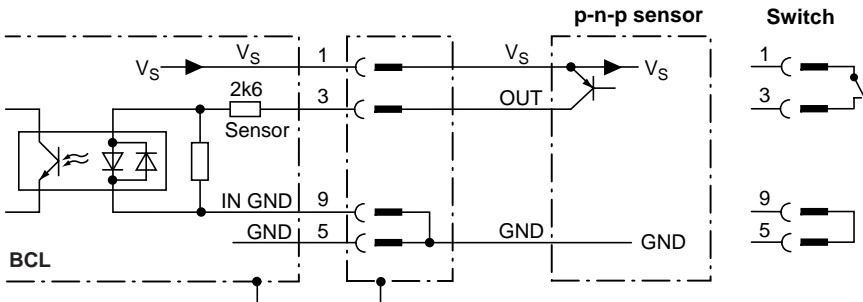 p-n-p sensor Switch
V_S V_S 1 V_S V_S 1
2k6 3 OUT 3
Sensor
IN GND 9 9
GND 5 GND GND 5
BCL